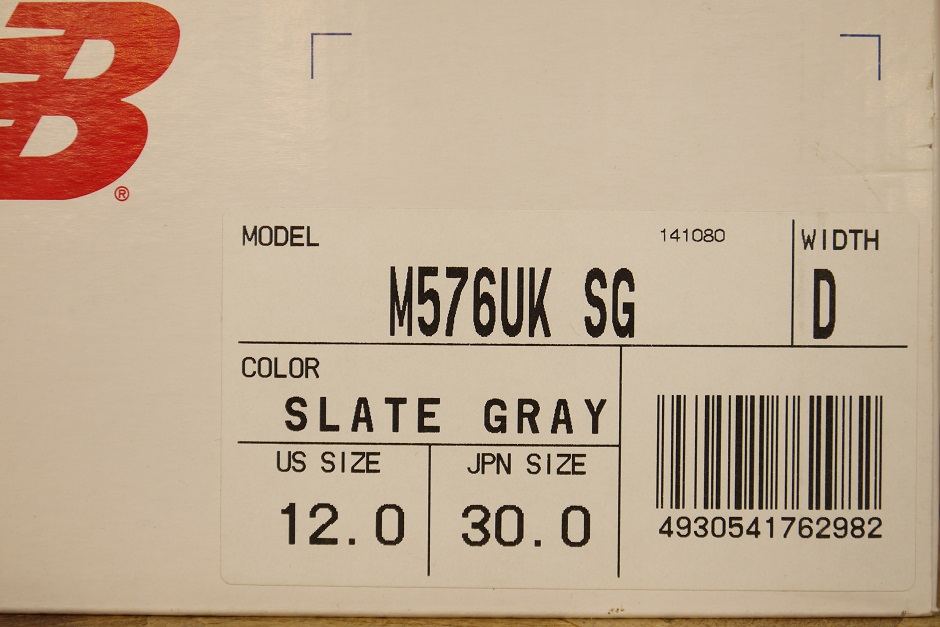 B
®
MODEL 141080 WIDTH
M576UK SG D
COLOR
SLATE GRAY
US SIZE JPN SIZE
12.0 30.0
4930541762982